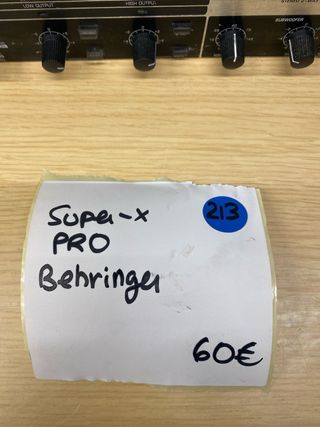 LOW OUTPUT
HIGH OUTPUT
SUBWOOFER
Super-x
213
PRO
Behringer
60€